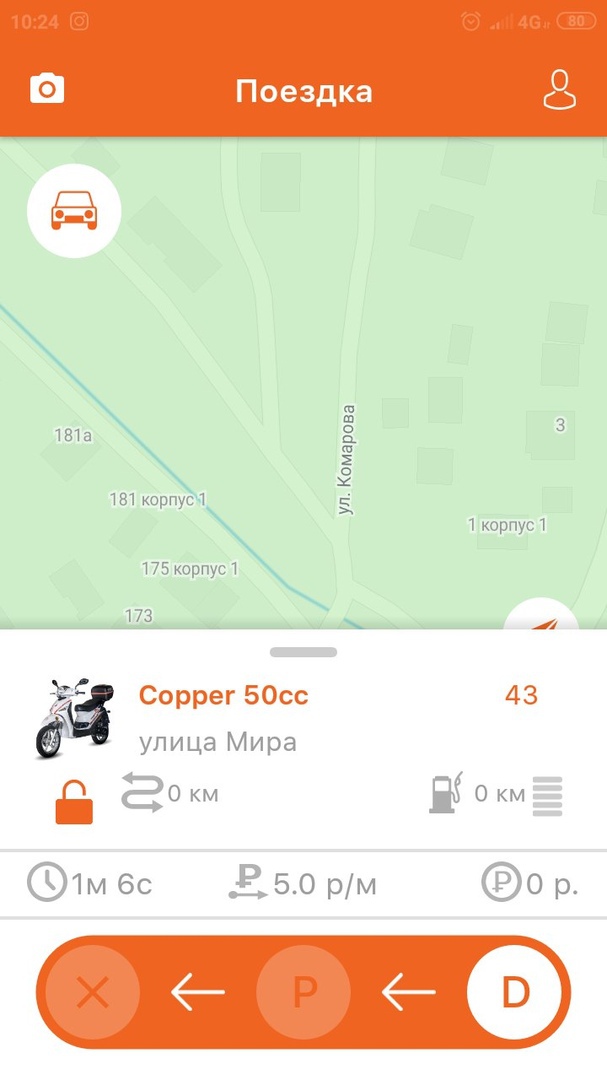 10:24 4G 80
Поездка
181а
ул. Комарова
3
181 корпус 1
1 корпус 1
175 корпус 1
173
Copper 50cc 43
улица Мира
0 км 0 км
1м 6с 5.0 р/м 0 р.
P D